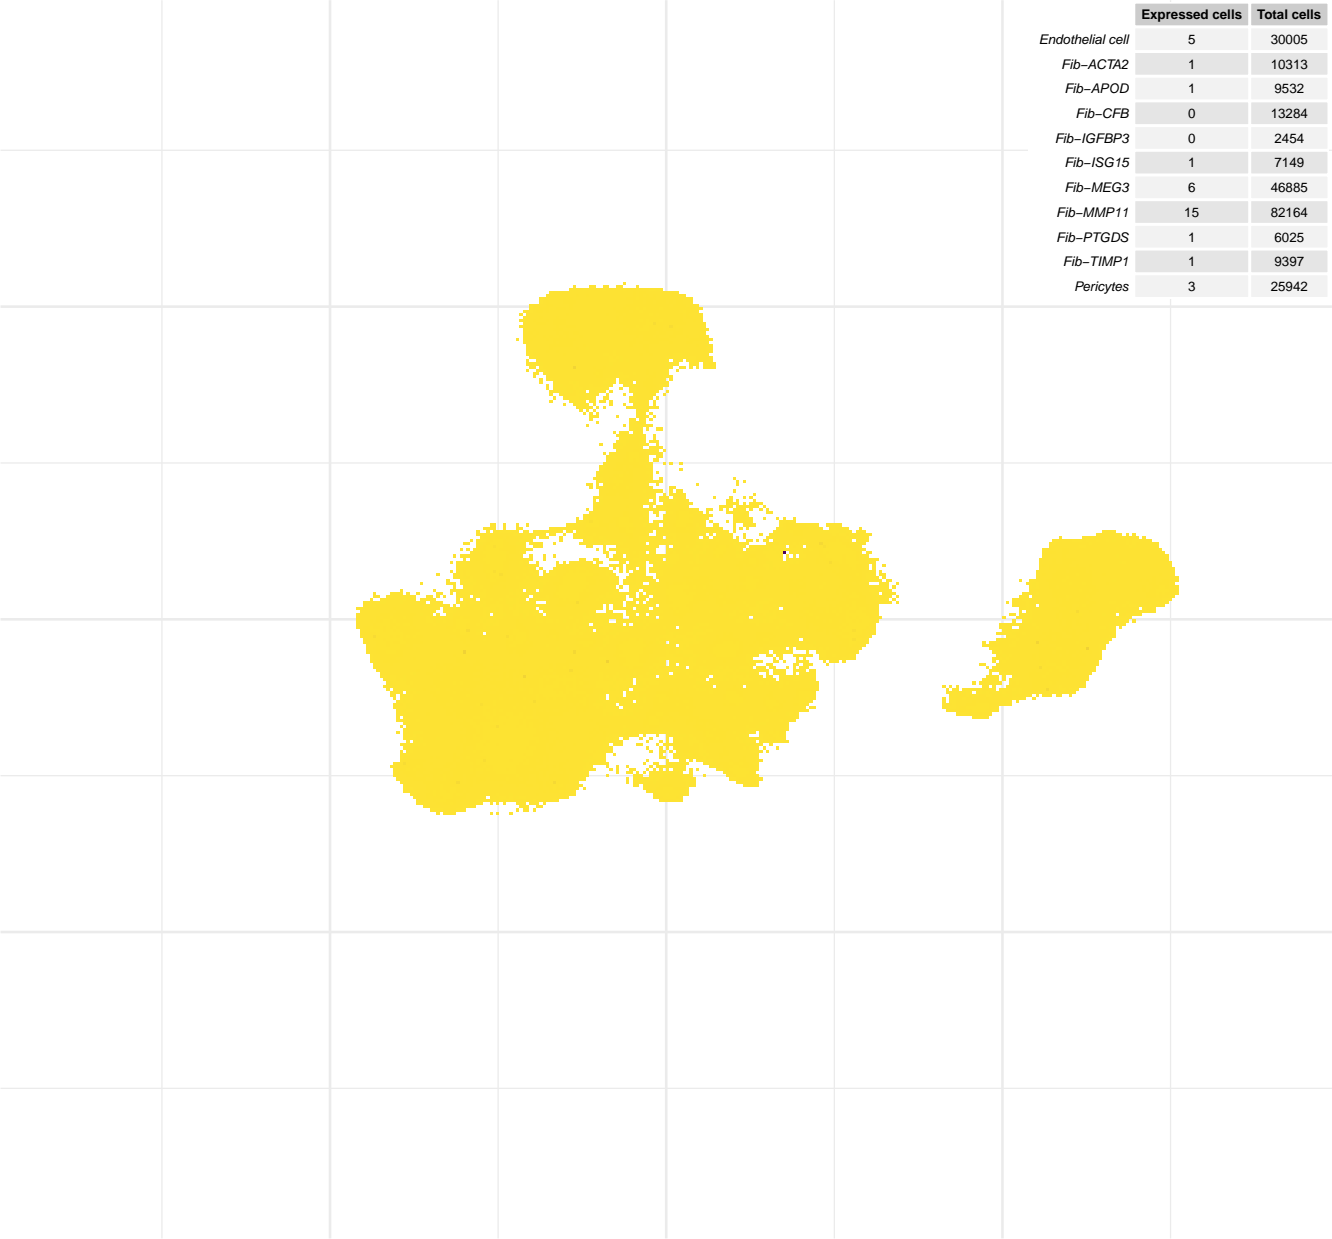 Expressed cells Total cells
Endothelial cell 5 30005
Fib−ACTA2 1 10313
Fib−APOD 1 9532
Fib−CFB 0 13284
Fib−IGFBP3 0 2454
Fib−ISG15 1 7149
Fib−MEG3 6 46885
Fib−MMP11 15 82164
Fib−PTGDS 1 6025
Fib−TIMP1 1 9397
Pericytes 3 25942